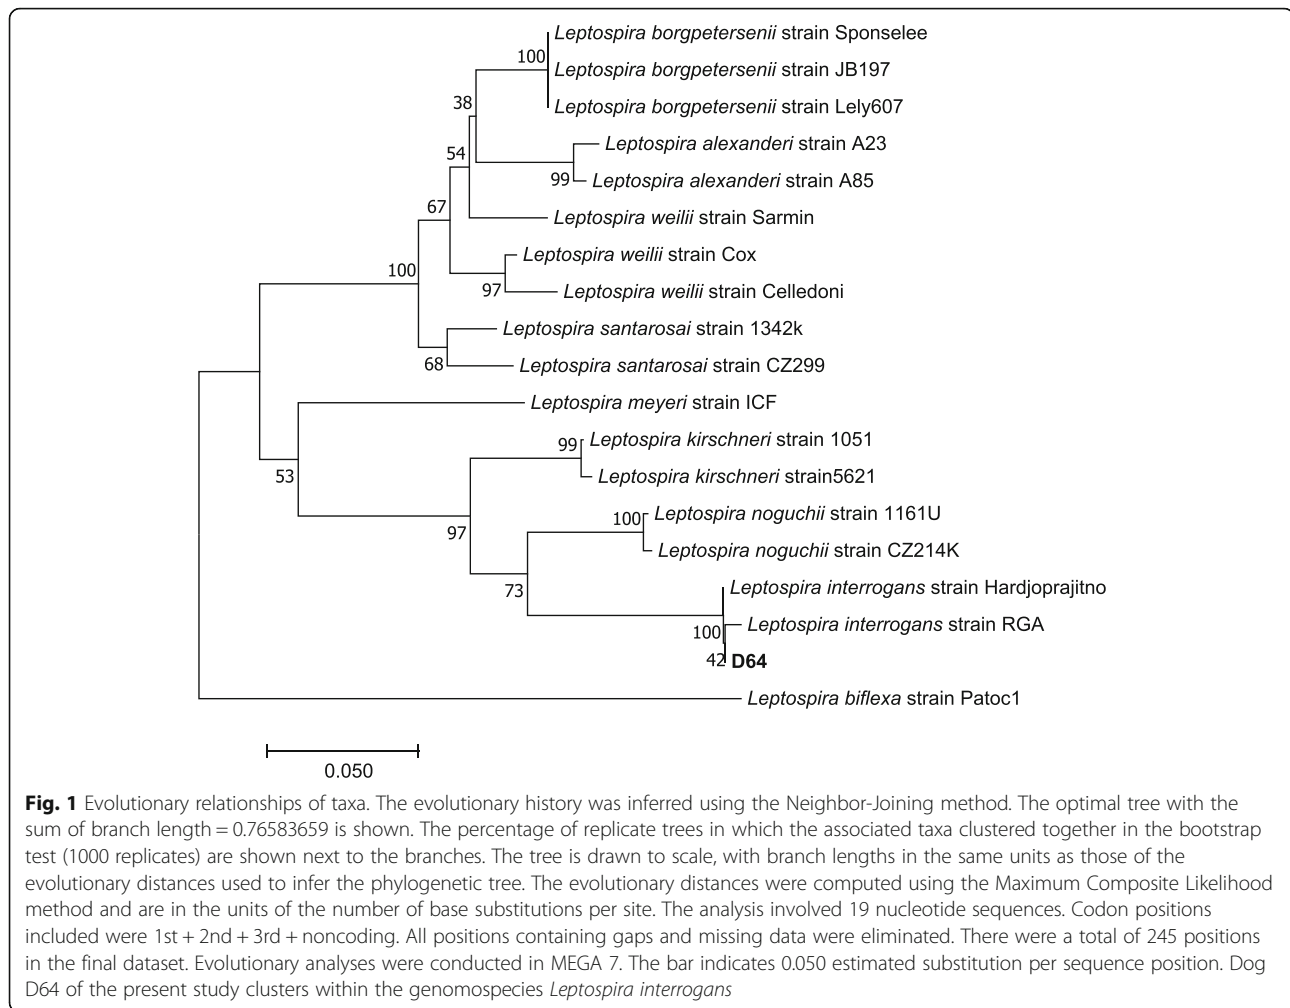 Leptospira borgpetersenii strain Sponselee
100
Leptospira borgpetersenii strain JB197
Leptospira borgpetersenii strain Lely607
38
Leptospira alexanderi strain A23
54
99
Leptospira alexanderi strain A85
67
Leptospira weilii strain Sarmin
Leptospira weilii strain Cox
100
97
Leptospira weilii strain Celledoni
Leptospira santarosai strain 1342k
68
Leptospira santarosai strain CZ299
Leptospira meyeri strain ICF
99
Leptospira kirschneri strain 1051
53
Leptospira kirschneri strain5621
100
Leptospira noguchii strain 1161U
97
Leptospira noguchii strain CZ214K
73
Leptospira interrogans strain Hardjoprajitno
100
Leptospira interrogans strain RGA
42
D64
Leptospira biflexa strain Patoc1
0.050
Fig. 1 Evolutionary relationships of taxa. The evolutionary history was inferred using the Neighbor-Joining method. The optimal tree with the
sum of branch length = 0.76583659 is shown. The percentage of replicate trees in which the associated taxa clustered together in the bootstrap
test (1000 replicates) are shown next to the branches. The tree is drawn to scale, with branch lengths in the same units as those of the
evolutionary distances used to infer the phylogenetic tree. The evolutionary distances were computed using the Maximum Composite Likelihood
method and are in the units of the number of base substitutions per site. The analysis involved 19 nucleotide sequences. Codon positions
included were 1st + 2nd + 3rd + noncoding. All positions containing gaps and missing data were eliminated. There were a total of 245 positions
in the final dataset. Evolutionary analyses were conducted in MEGA 7. The bar indicates 0.050 estimated substitution per sequence position. Dog
D64 of the present study clusters within the genomospecies Leptospira interrogans